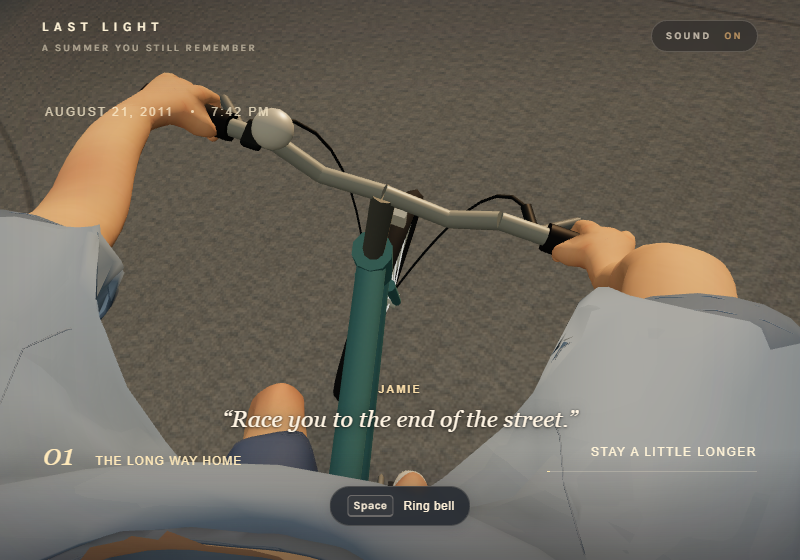 LAST LIGHT
A SUMMER YOU STILL REMEMBER
SOUND ON
AUGUST 21, 2011 • 7:42 PM
JAMIE
“Race you to the end of the street.”
01 THE LONG WAY HOME
STAY A LITTLE LONGER
Space Ring bell